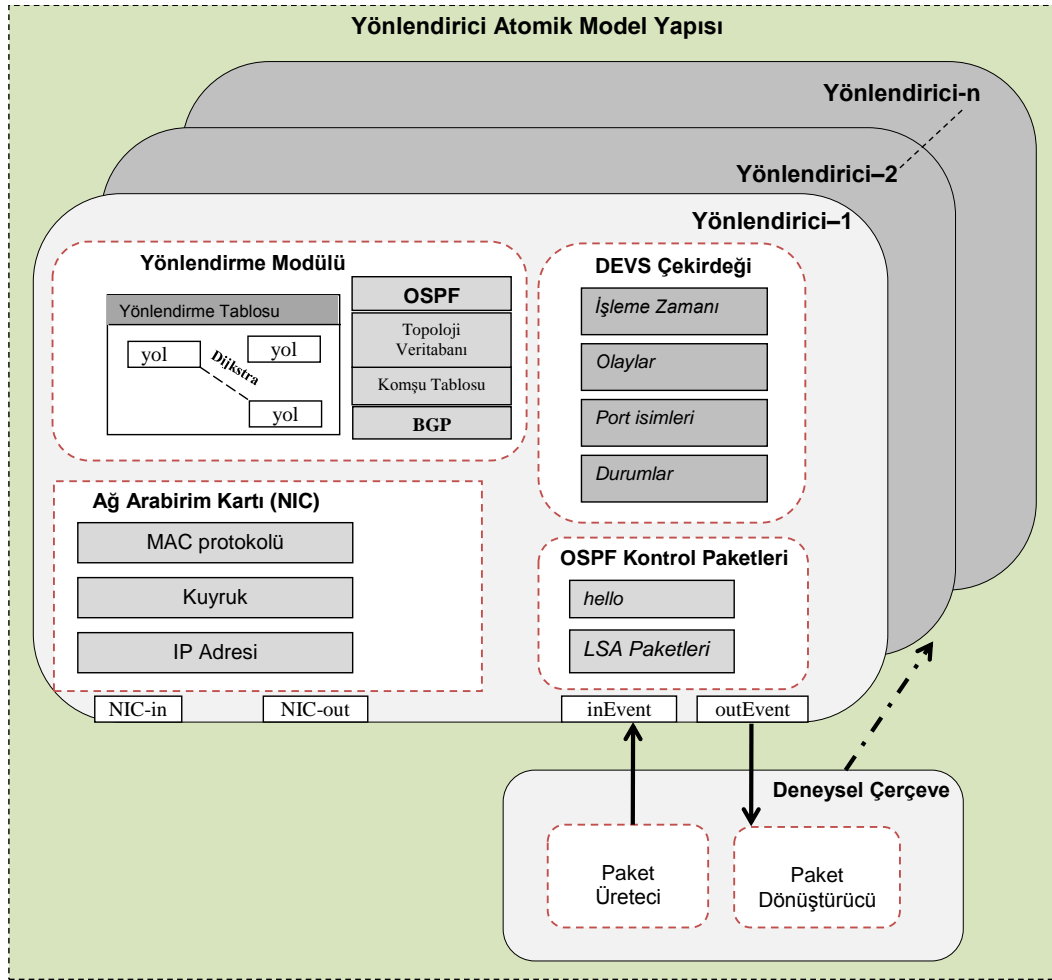 Yönlendirici Atomik Model Yapısı
Yönlendirici-n
Yönlendirici–2
Yönlendirici–1
Yönlendirme Modülü
Yönlendirme Tablosu
yol
yol
Dijkstra
yol
OSPF
Topoloji
Veritabanı
Komşu Tablosu
BGP
DEVS Çekirdeği
İşleme Zamanı
Olaylar
Port isimleri
Durumlar
Ağ Arabirim Kartı (NIC)
MAC protokolü
Kuyruk
IP Adresi
OSPF Kontrol Paketleri
hello
LSA Paketleri
NIC-in
NIC-out
inEvent
outEvent
Deneysel Çerçeve
Paket
Üreteci
Paket
Dönüştürücü